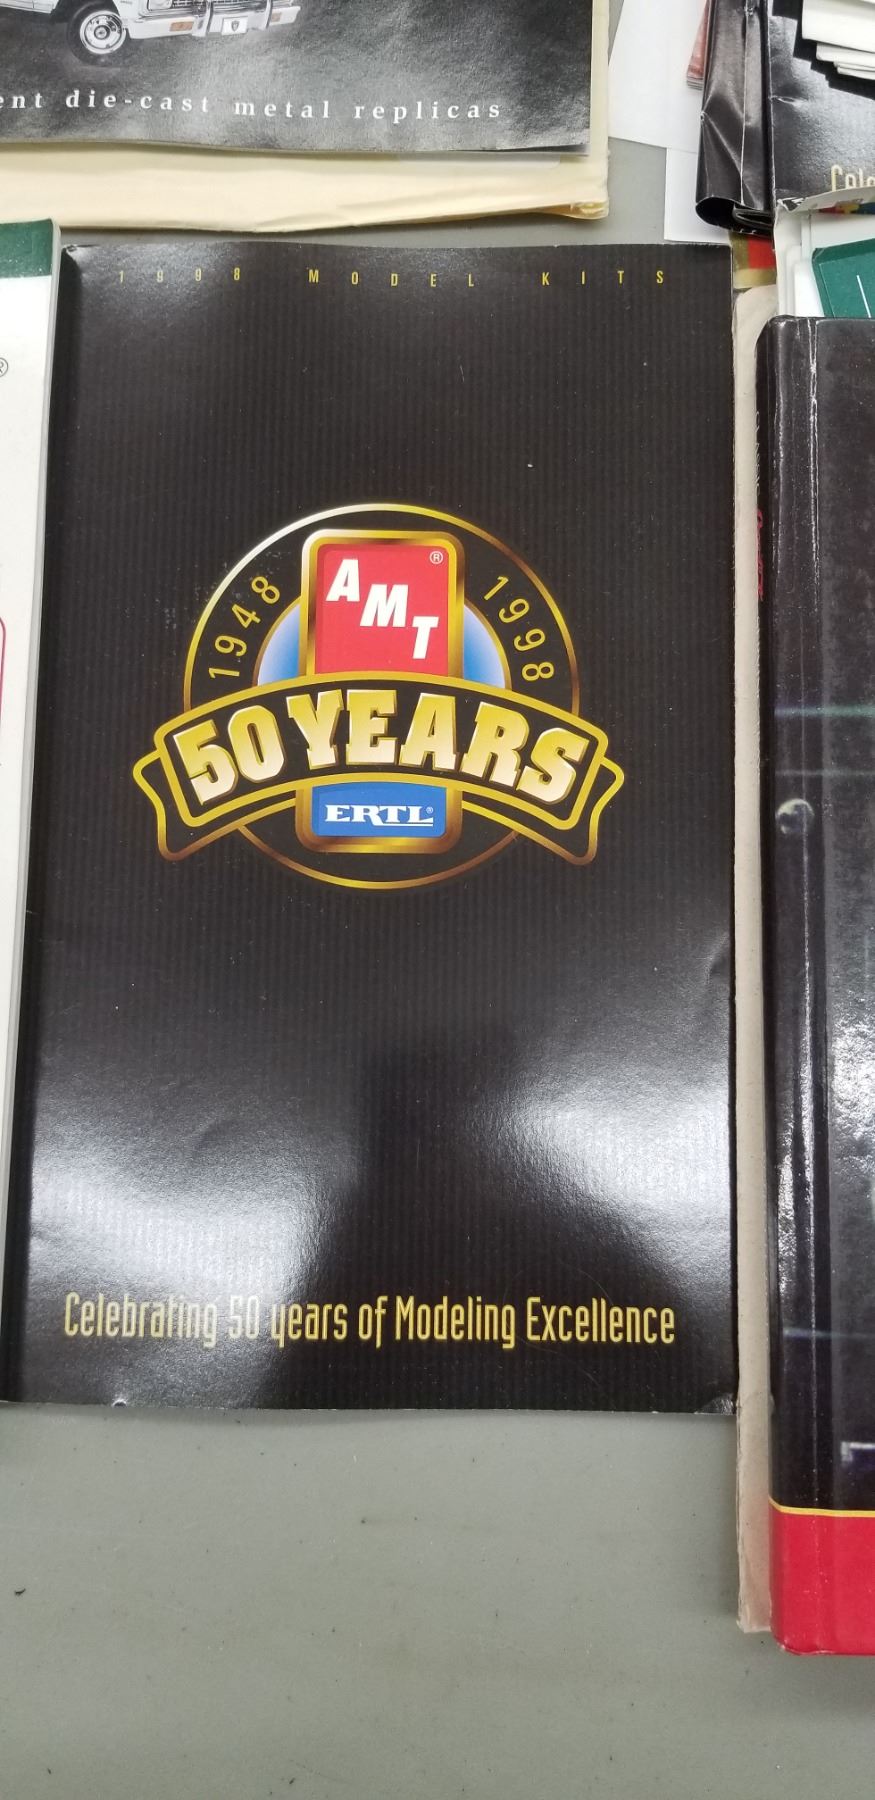 ent die-cast metal replicas
Cele
®
1998 MODEL KITS
1948 1998
AMT®
50 YEARS
ERTL®
Celebrating 50 years of Modeling Excellence